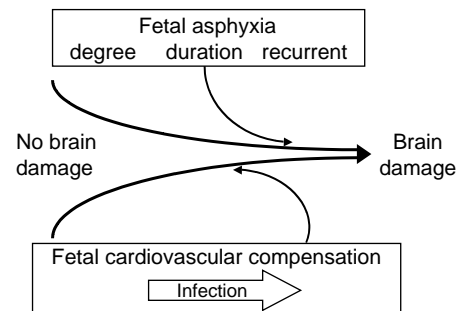 Fetal asphyxia
degree duration recurrent
No brain
damage
Brain
damage
Fetal cardiovascular compensation
Infection